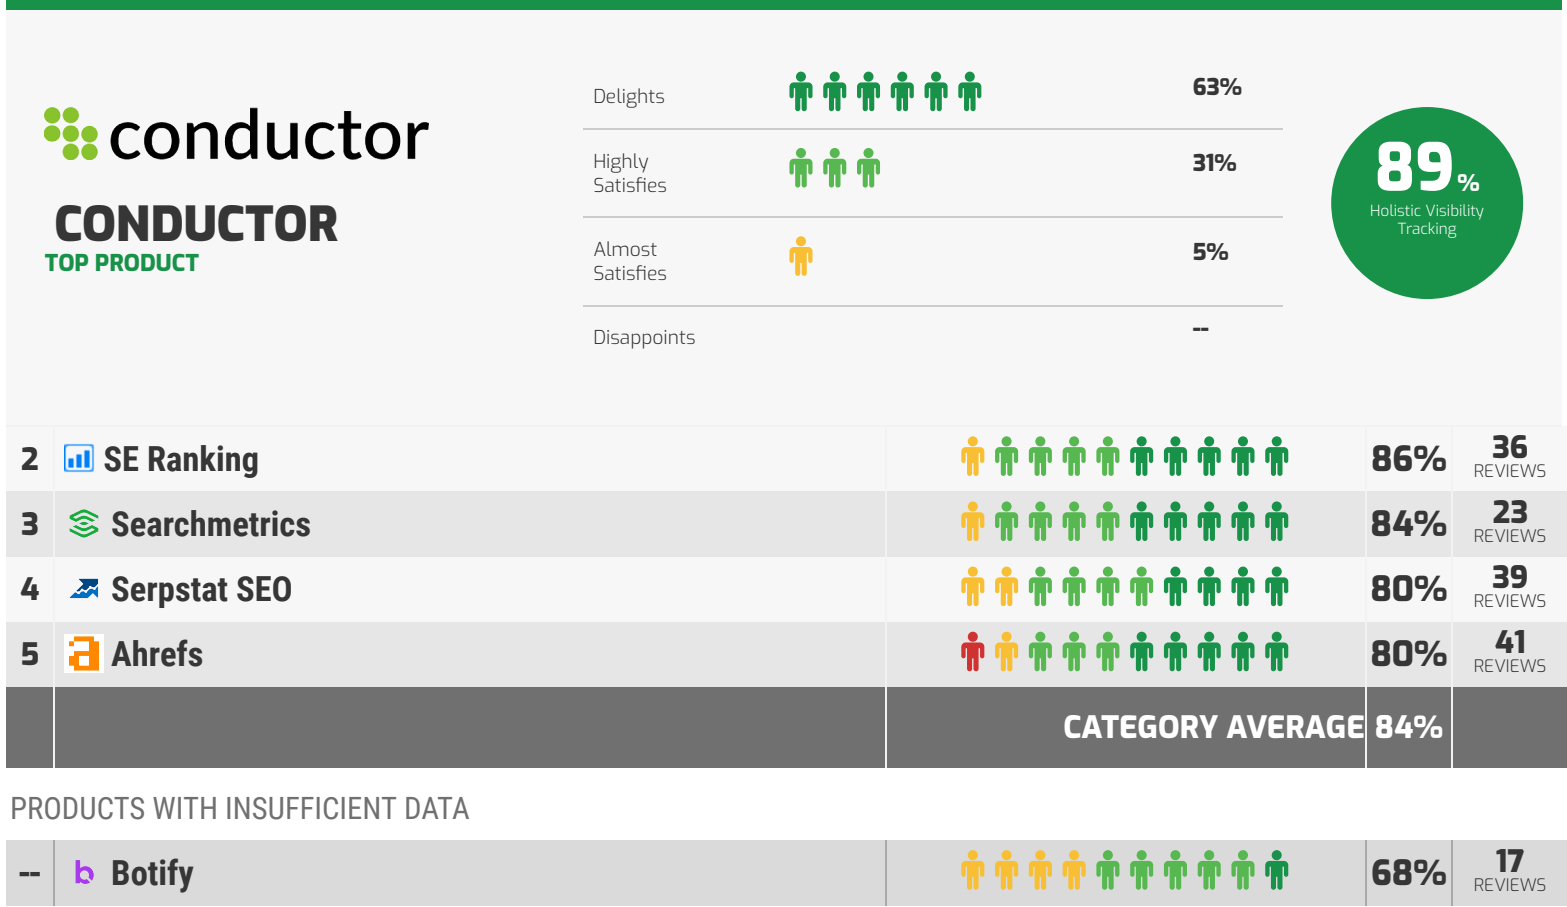 conductor
CONDUCTOR
TOP PRODUCT
Delights 63%
Highly
Satisfies 31%
Almost
Satisfies 5%
Disappoints --
89%
Holistic Visibility
Tracking
2 SE Ranking 86% 36
REVIEWS
3 Searchmetrics 84% 23
REVIEWS
4 Serpstat SEO 80% 39
REVIEWS
5 a Ahrefs 80% 41
REVIEWS
CATEGORY AVERAGE 84%
PRODUCTS WITH INSUFFICIENT DATA
-- b Botify 68% 17
REVIEWS